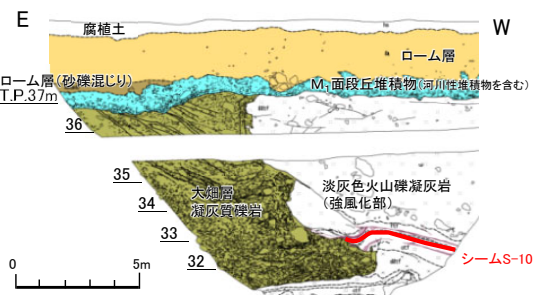 E
W
腐植土
ローム層
ローム層(砂礫混じり)
T.P.37m
M₁面段丘堆積物(河川性堆積物を含む)
36
35
34
33
32
大畑層
凝灰質礫岩
淡灰色火山礫凝灰岩
(強風化部)
シームS-10
0
5m